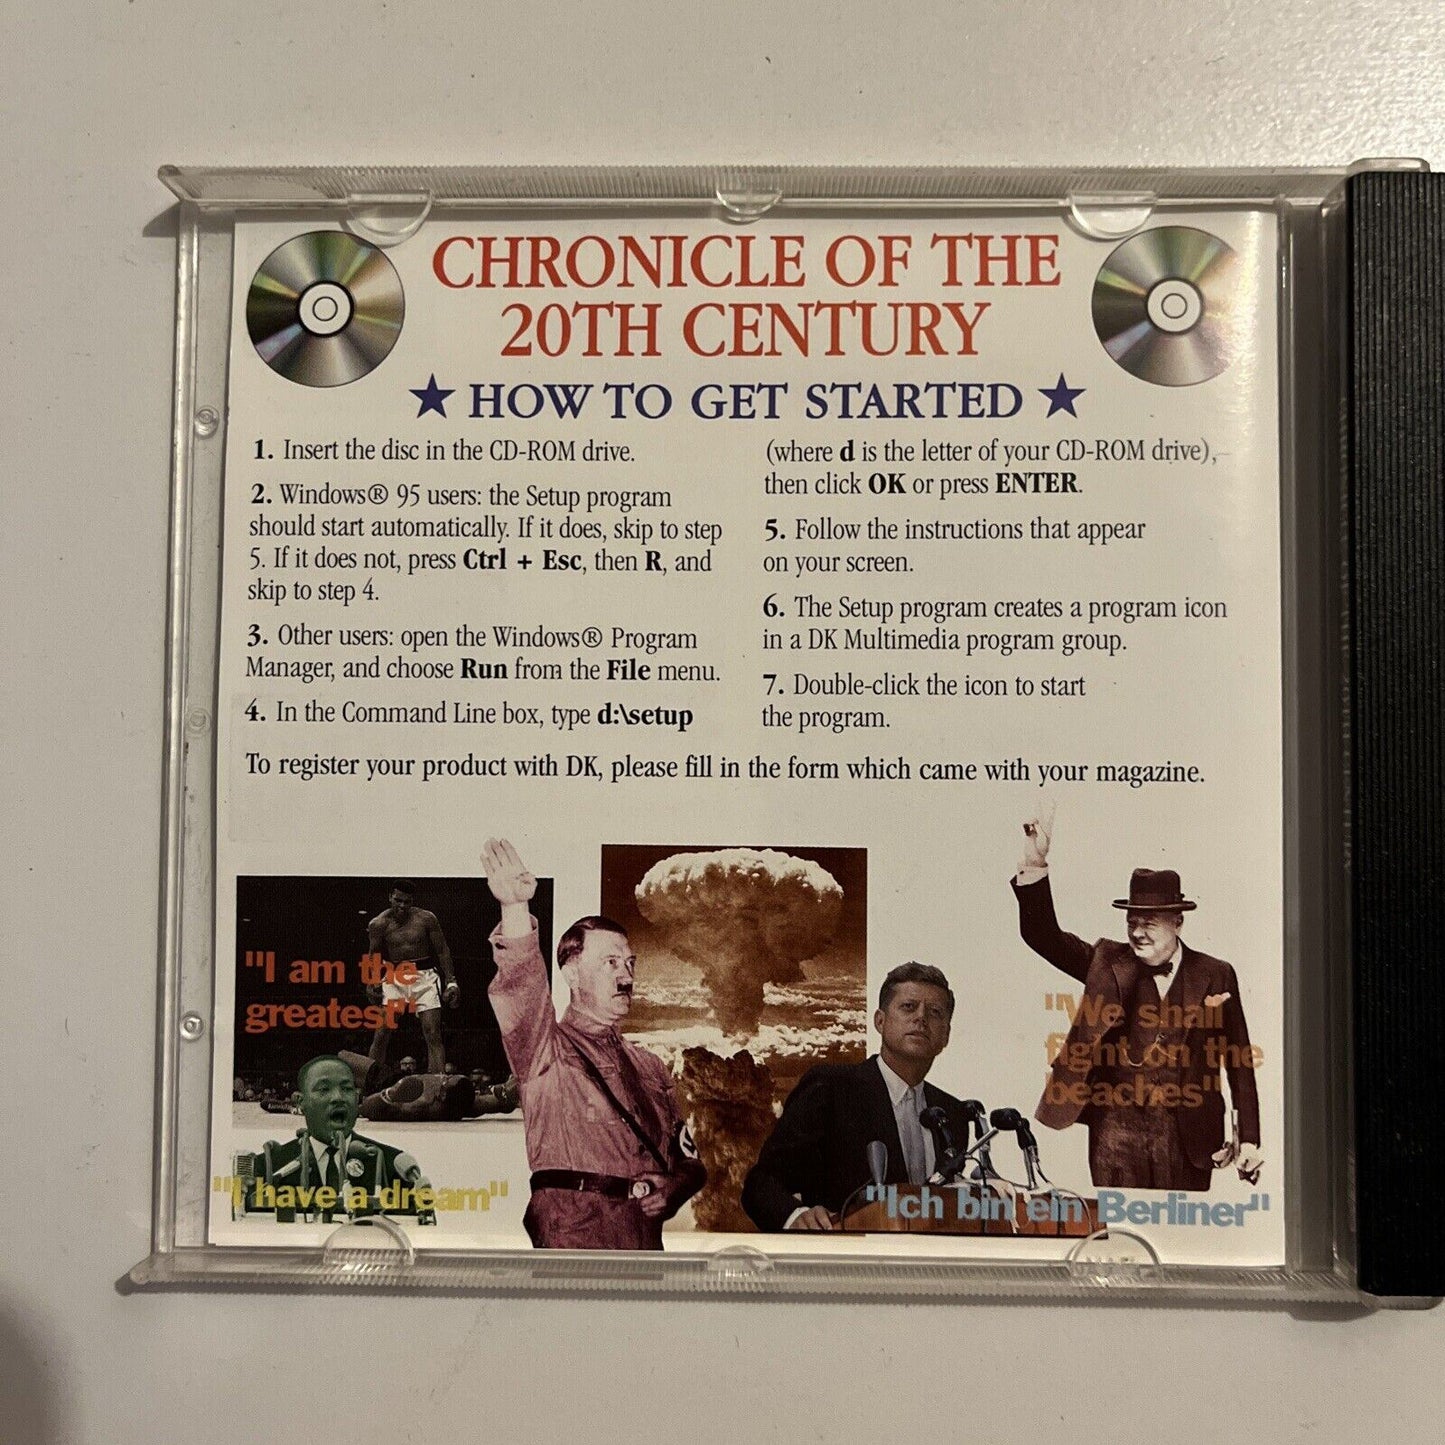 CHRONICLE OF THE
20TH CENTURY
★ HOW TO GET STARTED ★
1. Insert the disc in the CD-ROM drive.
2. Windows® 95 users: the Setup program
should start automatically. If it does, skip to step
5. If it does not, press Ctrl + Esc, then R, and
skip to step 4.
3. Other users: open the Windows® Program
Manager, and choose Run from the File menu.
4. In the Command Line box, type d:\setup
(where d is the letter of your CD-ROM drive),
then click OK or press ENTER.
5. Follow the instructions that appear
on your screen.
6. The Setup program creates a program icon
in a DK Multimedia program group.
7. Double-click the icon to start
the program.
To register your product with DK, please fill in the form which came with your magazine.
"I am the
greatest"
"I have a dream"
"We shall
fight on the
beaches"
"Ich bin ein Berliner"